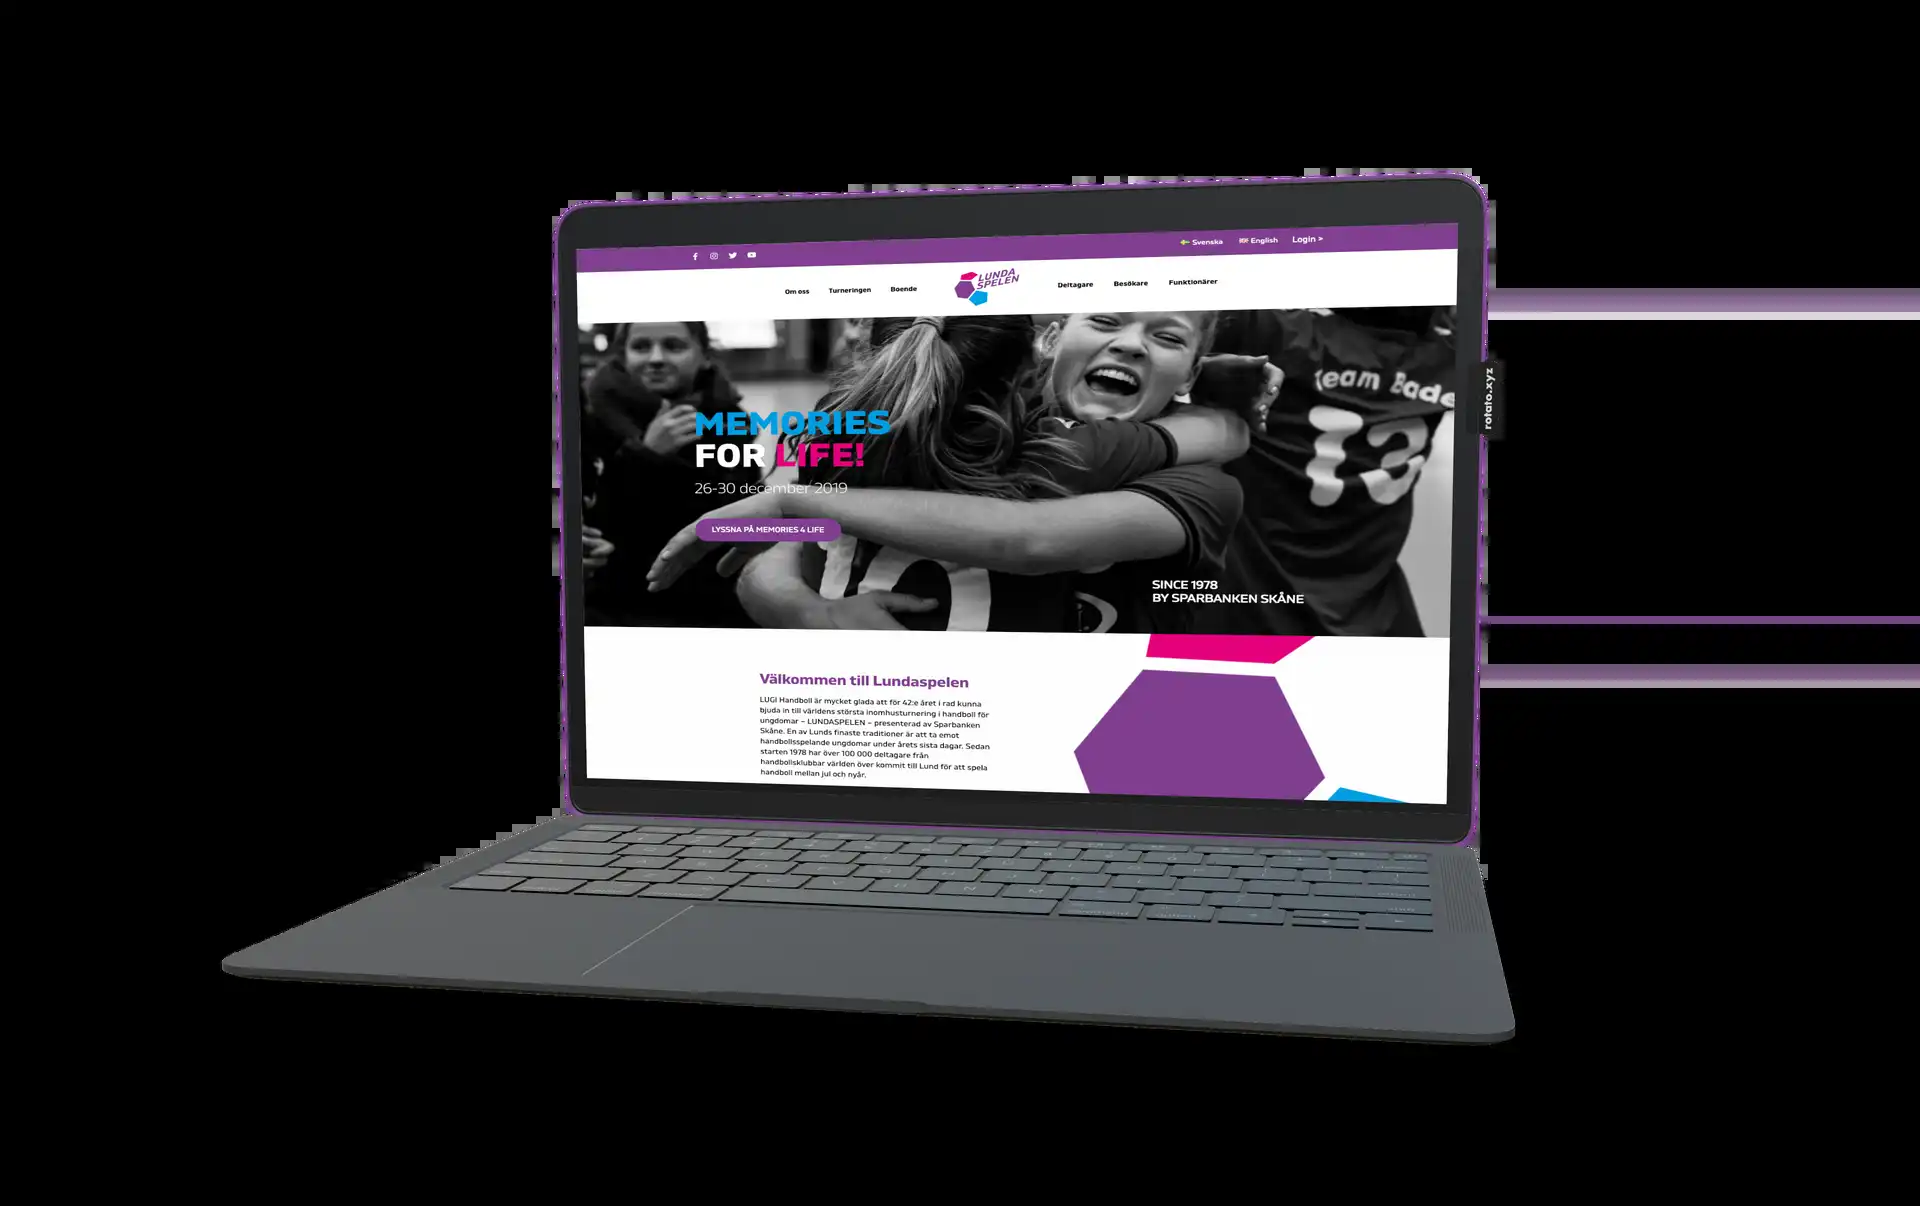 Svenska English Login >
Om oss Turneringen Boende
LUNDA
SPELEN
Deltagare Besökare Funktionärer
MEMORIES
FOR LIFE!
26-30 december 2019
LYSSNA PÅ MEMORIES 4 LIFE
Team Bade
13
10
SINCE 1978
BY SPARBANKEN SKÅNE
rotato.xyz
Välkommen till Lundaspelen
LUGI Handboll är mycket glada att för 42:e året i rad kunna
bjuda in till världens största inomhusturnering i handboll för
ungdomar – LUNDASPELEN – presenterad av Sparbanken
Skåne. En av Lunds finaste traditioner är att ta emot
handbollsspelande ungdomar under årets sista dagar. Sedan
starten 1978 har över 100 000 deltagare från
handbollsklubbar världen över kommit till Lund för att spela
handboll mellan jul och nyår.